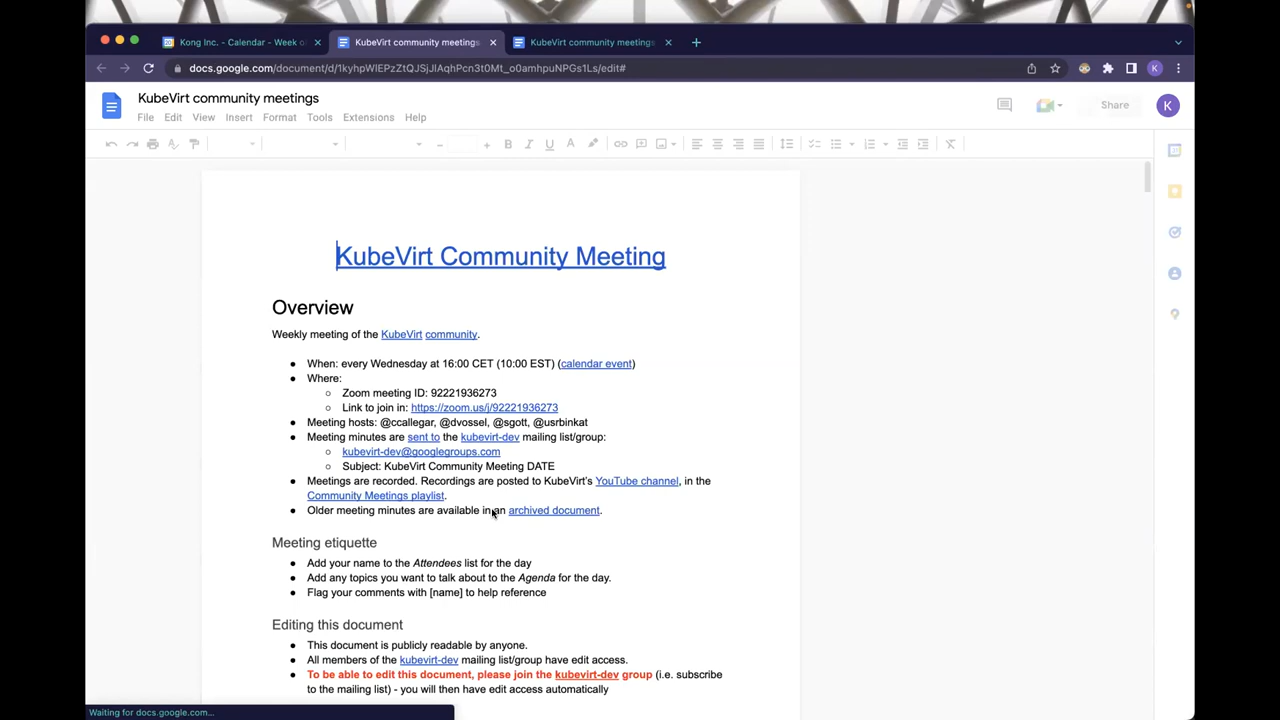 Kong Inc. - Calendar - Week o
KubeVirt community meetings
KubeVirt community meetings
docs.google.com/document/d/1kyhpWlEPzZtQJSjJlAqhPcn3t0Mt_o0amhpuNPGs1Ls/edit#
K
KubeVirt community meetings
File Edit View Insert Format Tools Extensions Help
Share
K
KubeVirt Community Meeting
Overview
Weekly meeting of the KubeVirt community.
● When: every Wednesday at 16:00 CET (10:00 EST) (calendar event)
● Where:
○ Zoom meeting ID: 92221936273
○ Link to join in: https://zoom.us/j/92221936273
● Meeting hosts: @ccallegar, @dvossel, @sgott, @usrbinkat
● Meeting minutes are sent to the kubevirt-dev mailing list/group:
○ kubevirt-dev@googlegroups.com
○ Subject: KubeVirt Community Meeting DATE
● Meetings are recorded. Recordings are posted to KubeVirt's YouTube channel, in the
Community Meetings playlist.
● Older meeting minutes are available in an archived document.
Meeting etiquette
● Add your name to the Attendees list for the day
● Add any topics you want to talk about to the Agenda for the day.
● Flag your comments with [name] to help reference
Editing this document
● This document is publicly readable by anyone.
● All members of the kubevirt-dev mailing list/group have edit access.
● To be able to edit this document, please join the kubevirt-dev group (i.e. subscribe
to the mailing list) - you will then have edit access automatically
Waiting for docs.google.com...